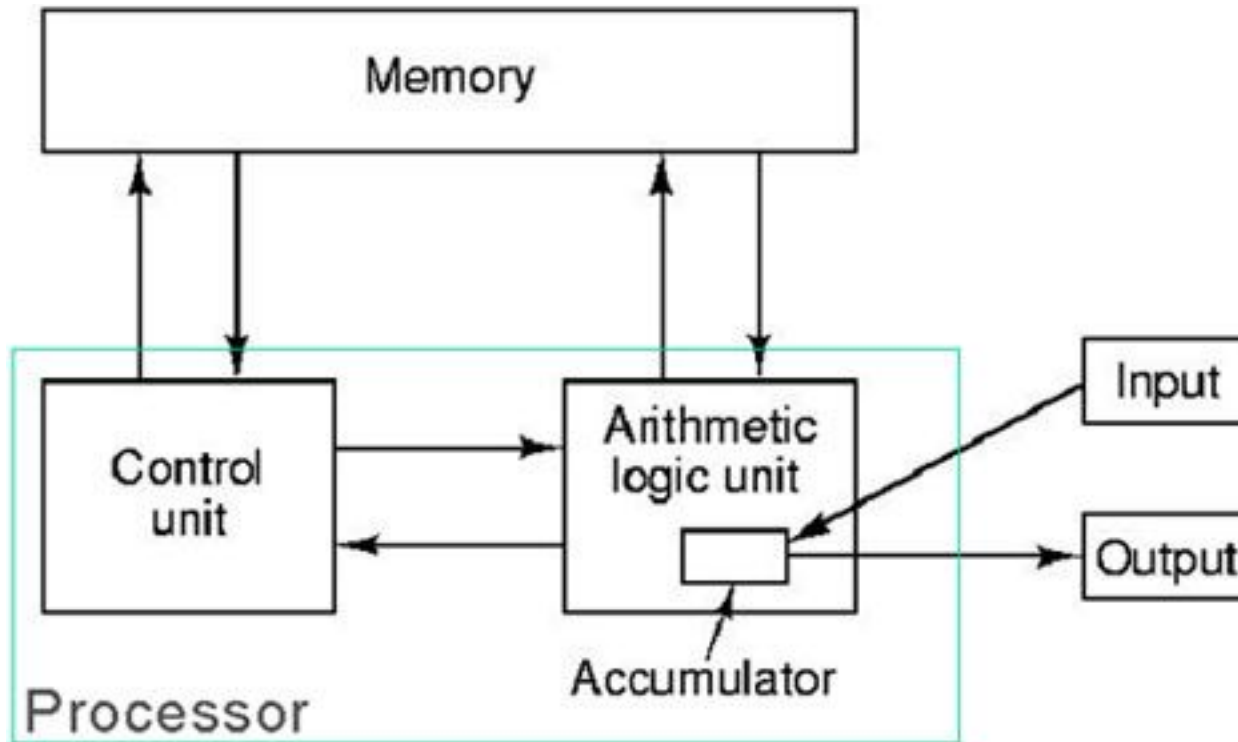 Memory
Control
unit
Arithmetic
logic unit
Input
Output
Accumulator
Processor